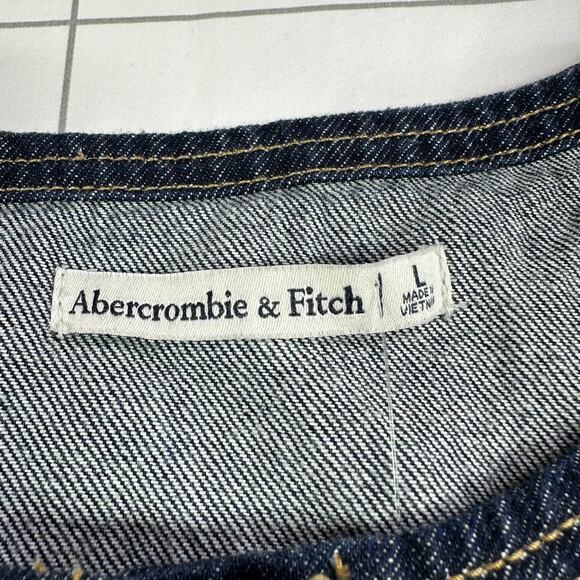 Abercrombie & Fitch
L
MADE IN
VIETNAM